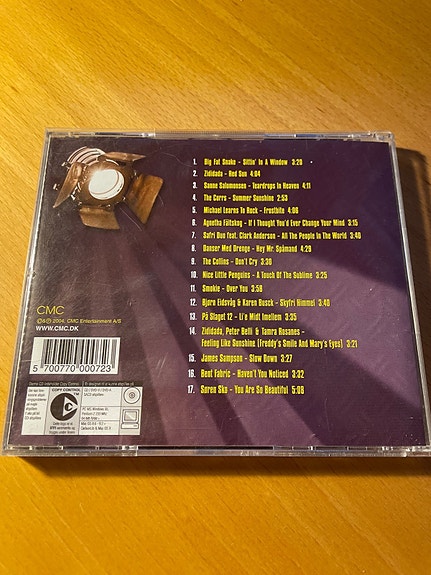 1. Big Fat Snake - Sittin' In A Window 3:28
2. Zididada - Red Sun 4:04
3. Sanne Salomonsen - Teardrops In Heaven 4:11
4. The Corrs - Summer Sunshine 2:53
5. Michael Learns To Rock - Frostbite 4:06
6. Agnetha Fältskog - If I Thought You'd Ever Change Your Mind 3:15
7. Safri Duo feat. Clark Anderson - All The People In The World 3:40
8. Danser Med Drenge - Hey Mr. Spåmand 4:29
9. The Collins - Don't Cry 3:30
10. Nice Little Penguins - A Touch Of The Sublime 3:25
11. Smokie - Over You 3:58
12. Bjørn Eidsvåg & Karen Busck - Skyfri Himmel 3:40
13. På Slaget 12 - Li'e Midt Imellem 3:51
14. Zididada, Peter Belli & Tamra Rosanes -
Feeling Like Sunshine (Freddy's Smile And Mary's Eyes) 3:21
15. James Sampson - Slow Down 3:27
16. Bent Fabric - Haven't You Noticed 3:32
17. Søren Sko - You Are So Beautiful 5:08
CMC
©&℗ 2004, CMC Entertainment A/S
WWW.CMC.DK
5 700770 000723
COPY CONTROL